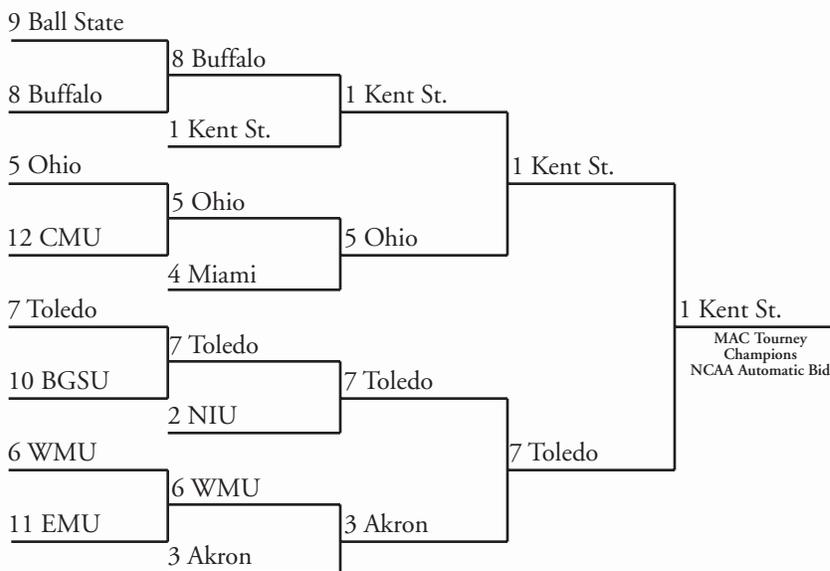 9 Ball State
8 Buffalo
8 Buffalo
1 Kent St.
1 Kent St.
5 Ohio
1 Kent St.
5 Ohio
12 CMU
5 Ohio
4 Miami
7 Toledo
1 Kent St.
MAC Tourney
Champions
NCAA Automatic Bid
7 Toledo
10 BGSU
7 Toledo
2 NIU
6 WMU
7 Toledo
6 WMU
11 EMU
3 Akron
3 Akron